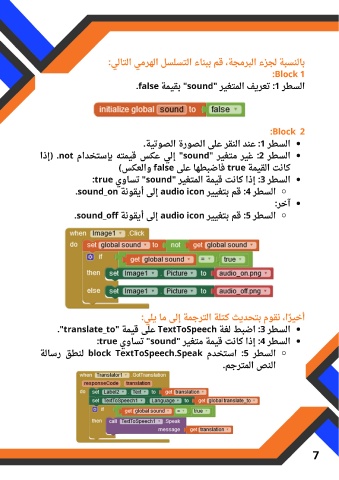 بالنسبة لجزء البرمجة، قم ببناء التسلسل الهرمي التالي:
Block 1:
السطر 1: تعريف المتغير "sound" بقيمة false.
initialize global sound to false
Block 2:
• السطر 1: عند النقر على الصورة الصوتية.
• السطر 2: غير متغير "sound" إلي عكس قيمته بإستخدام not. (إذا
كانت القيمة true فاضبطها على false والعكس)
• السطر 3: إذا كانت قيمة المتغير "sound" تساوي true:
○ السطر 4: قم بتغيير audio icon إلى أيقونة sound_on.
• آخر:
○ السطر 5: قم بتغيير audio icon إلى أيقونة sound_off.
when Image1 .Click
do set global sound to not get global sound
if get global sound = true
then set Image1 . Picture to audio_on.png
else set Image1 . Picture to audio_off.png
أخيرًا، نقوم بتحديث كتلة الترجمة إلى ما يلي:
• السطر 3: اضبط لغة TextToSpeech على قيمة "translate_to".
• السطر 4: إذا كانت قيمة متغير "sound" تساوي true:
○ السطر 5: استخدم block TextToSpeech.Speak لنطق رسالة
النص المترجم.
when Translator1 .GotTranslation
responseCode translation
do set Label2 . Text to get translation
set TextToSpeech1 . Language to get global translate_to
if get global sound = true
then call TextToSpeech1 .Speak
message get translation
7